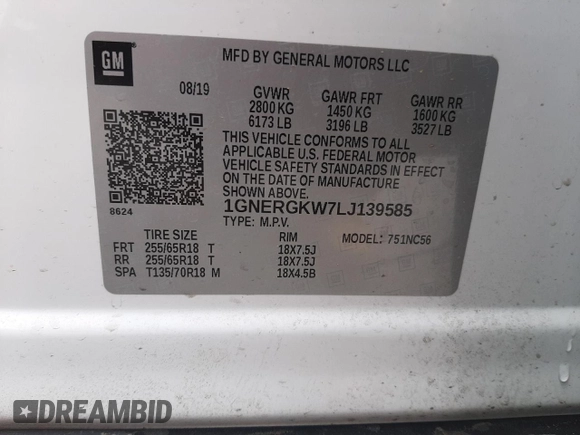 GM
MFD BY GENERAL MOTORS LLC
08/19 GVWR GAWR FRT GAWR RR
2800 KG 1450 KG 1600 KG
6173 LB 3196 LB 3527 LB
THIS VEHICLE CONFORMS TO ALL
APPLICABLE U.S. FEDERAL MOTOR
VEHICLE SAFETY STANDARDS IN EFFECT ON
THE DATE OF MANUFACTURE
SHOWN ABOVE.
8624 1GNERGKW7LJ139585
TYPE: M.P.V.
TIRE SIZE RIM MODEL: 751NC56
FRT 255/65R18 T 18X7.5J
RR 255/65R18 T 18X7.5J
SPA T135/70R18 M 18X4.5B
DREAMBID